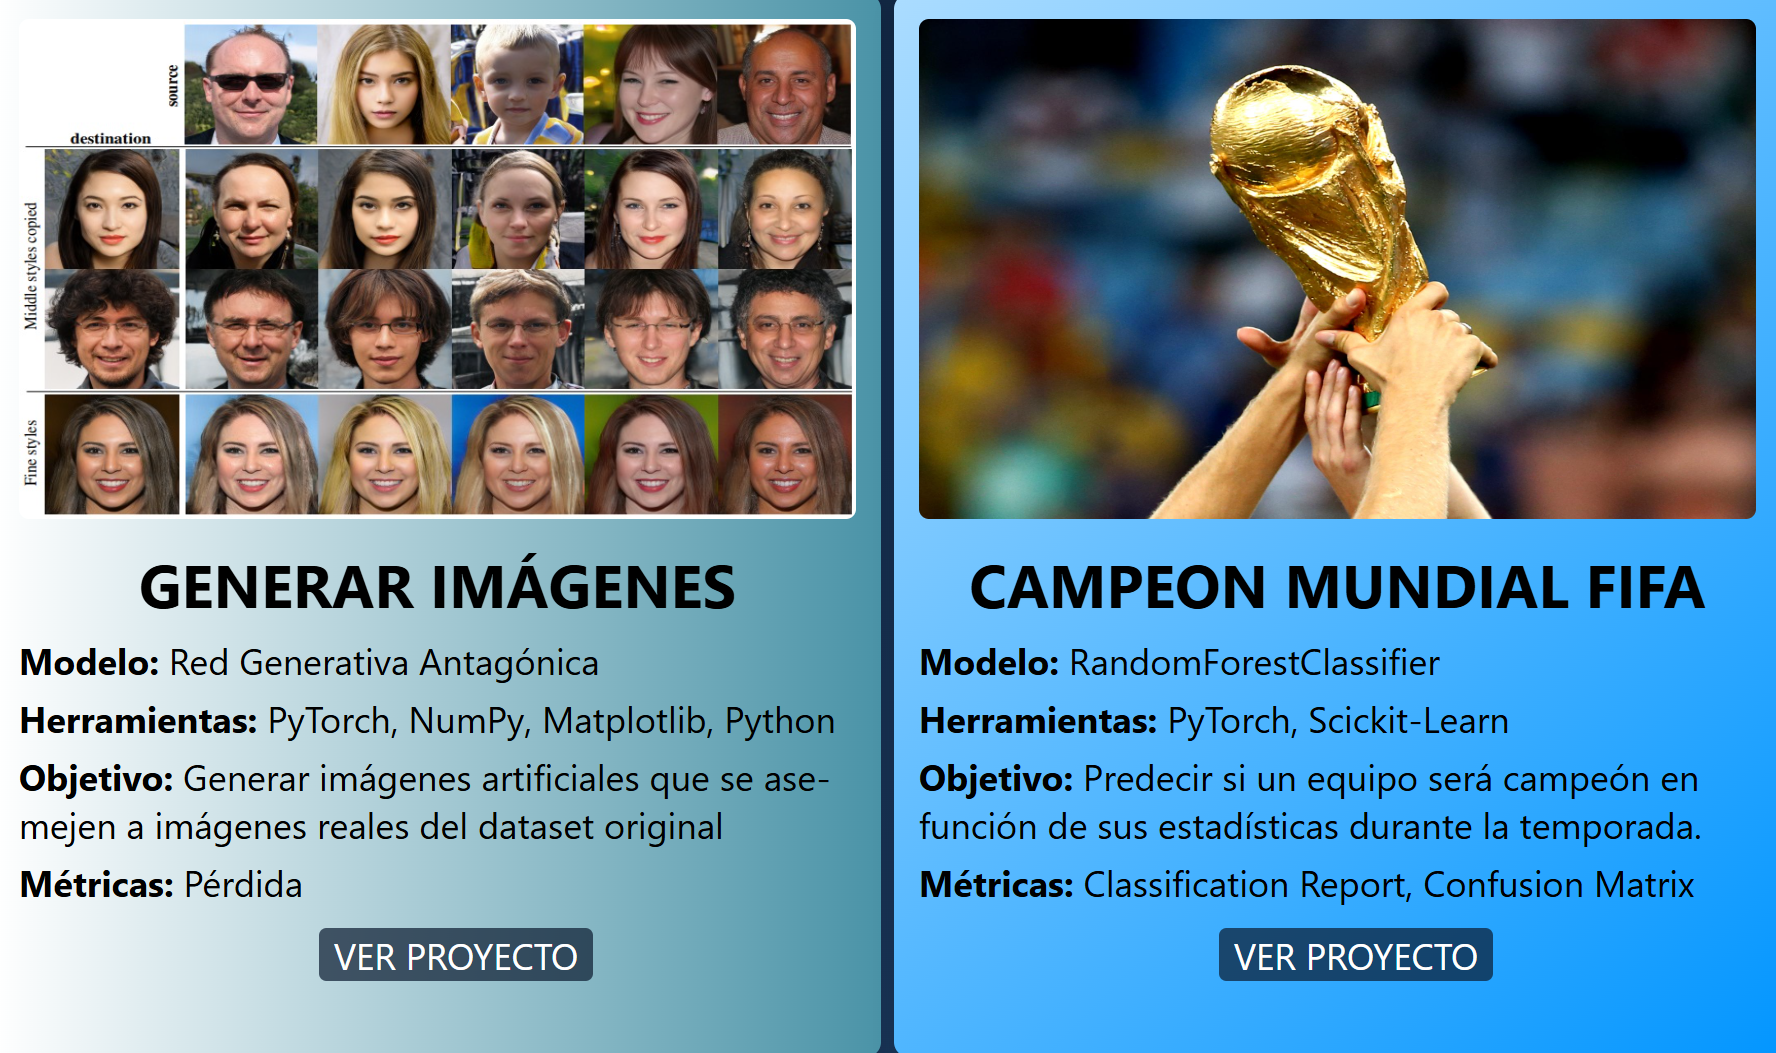 source
destination
Middle styles copied
Fine styles
GENERAR IMÁGENES
Modelo: Red Generativa Antagónica
Herramientas: PyTorch, NumPy, Matplotlib, Python
Objetivo: Generar imágenes artificiales que se ase-
mejen a imágenes reales del dataset original
Métricas: Pérdida
VER PROYECTO
CAMPEON MUNDIAL FIFA
Modelo: RandomForestClassifier
Herramientas: PyTorch, Scickit-Learn
Objetivo: Predecir si un equipo será campeón en
función de sus estadísticas durante la temporada.
Métricas: Classification Report, Confusion Matrix
VER PROYECTO